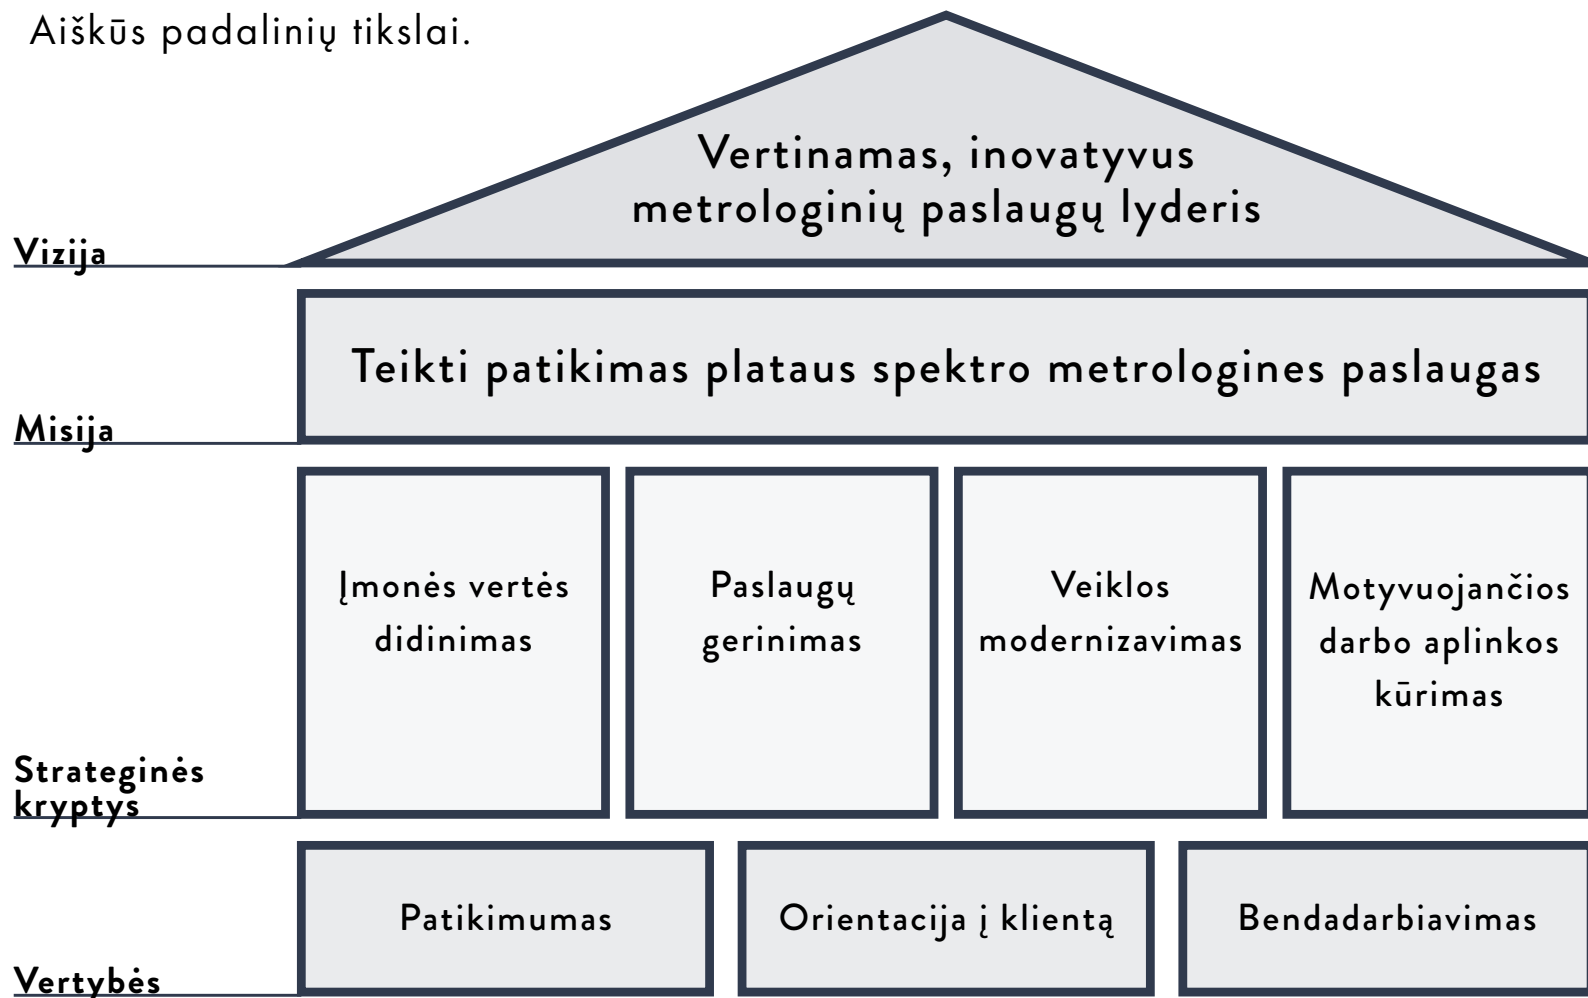 Aiškūs padalinių tikslai.
Vertinamas, inovatyvus
metrologinių paslaugų lyderis
Vizija
Teikti patikimas plataus spektro metrologines paslaugas
Misija
Įmonės vertės
didinimas
Paslaugų
gerinimas
Veiklos
modernizavimas
Motyvuojančios
darbo aplinkos
kūrimas
Strateginės
kryptys
Patikimumas
Orientacija į klientą
Bendadarbiavimas
Vertybės